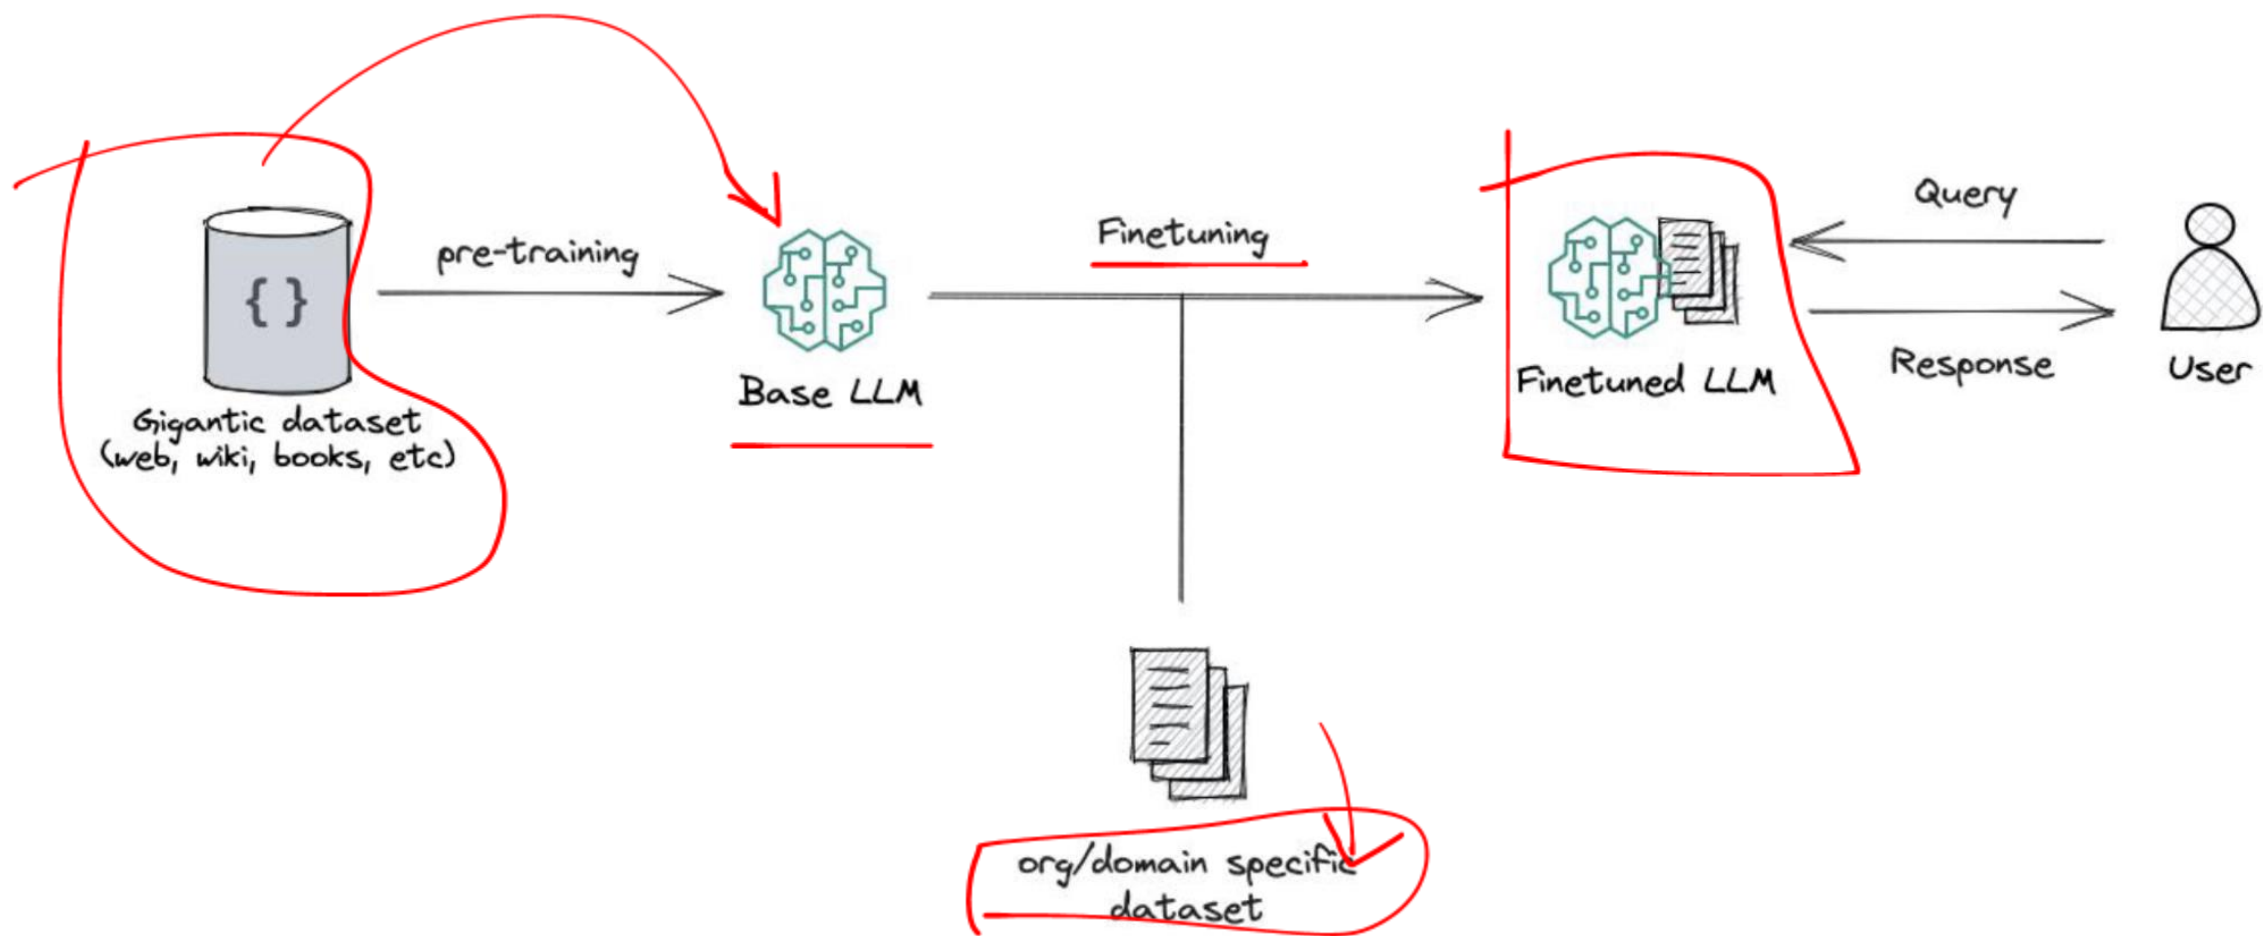 pre-training
{ }
Gigantic dataset
(web, wiki, books, etc)
Base LLM
Finetuning
org/domain specific
dataset
Finetuned LLM
Query
Response
User